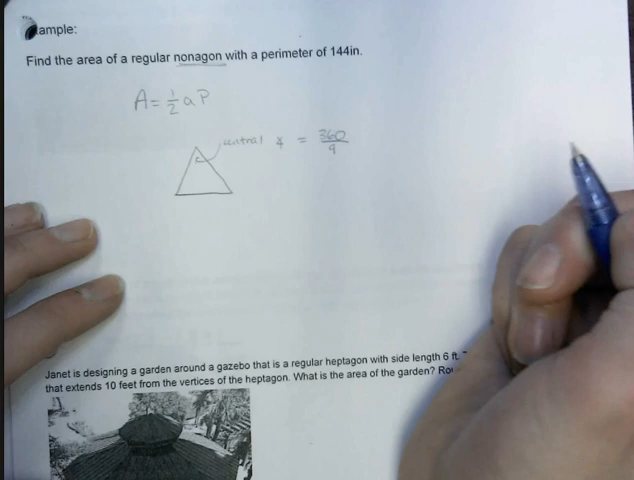 ample:
Find the area of a regular nonagon with a perimeter of 144in.
A = 1/2 a P
central ∡ = 360/9
Janet is designing a garden around a gazebo that is a regular heptagon with side length 6 ft.
that extends 10 feet from the vertices of the heptagon. What is the area of the garden?